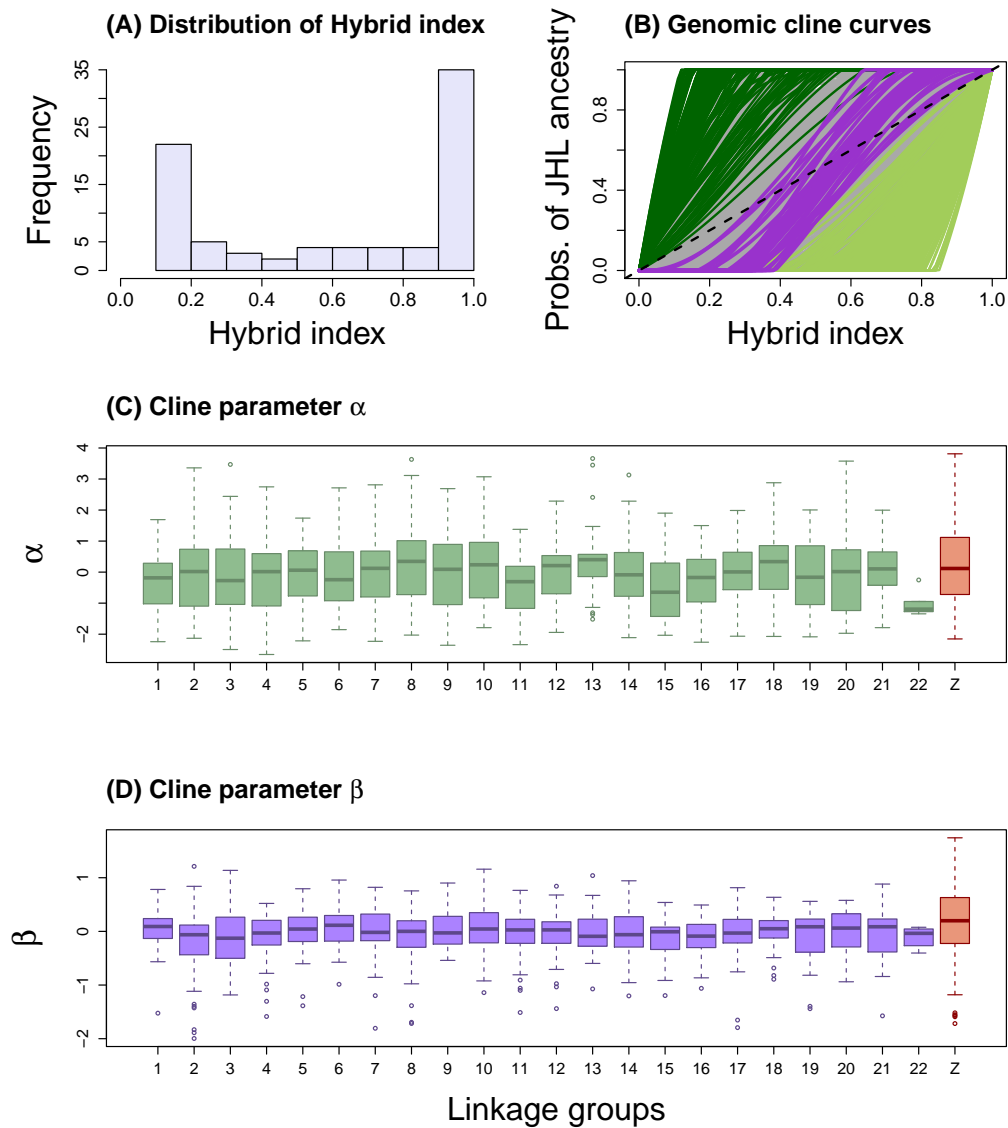 (A) Distribution of Hybrid index
Frequency
35
25
15
5
0
0.0 0.2 0.4 0.6 0.8 1.0
Hybrid index
(B) Genomic cline curves
Probs. of JHL ancestry
0.8
0.4
0.0
0.0 0.2 0.4 0.6 0.8 1.0
Hybrid index
(C) Cline parameter α
α
4
3
2
1
0
−2
1 2 3 4 5 6 7 8 9 10 11 12 13 14 15 16 17 18 19 20 21 22 Z
(D) Cline parameter β
β
1
0
−1
−2
1 2 3 4 5 6 7 8 9 10 11 12 13 14 15 16 17 18 19 20 21 22 Z
Linkage groups